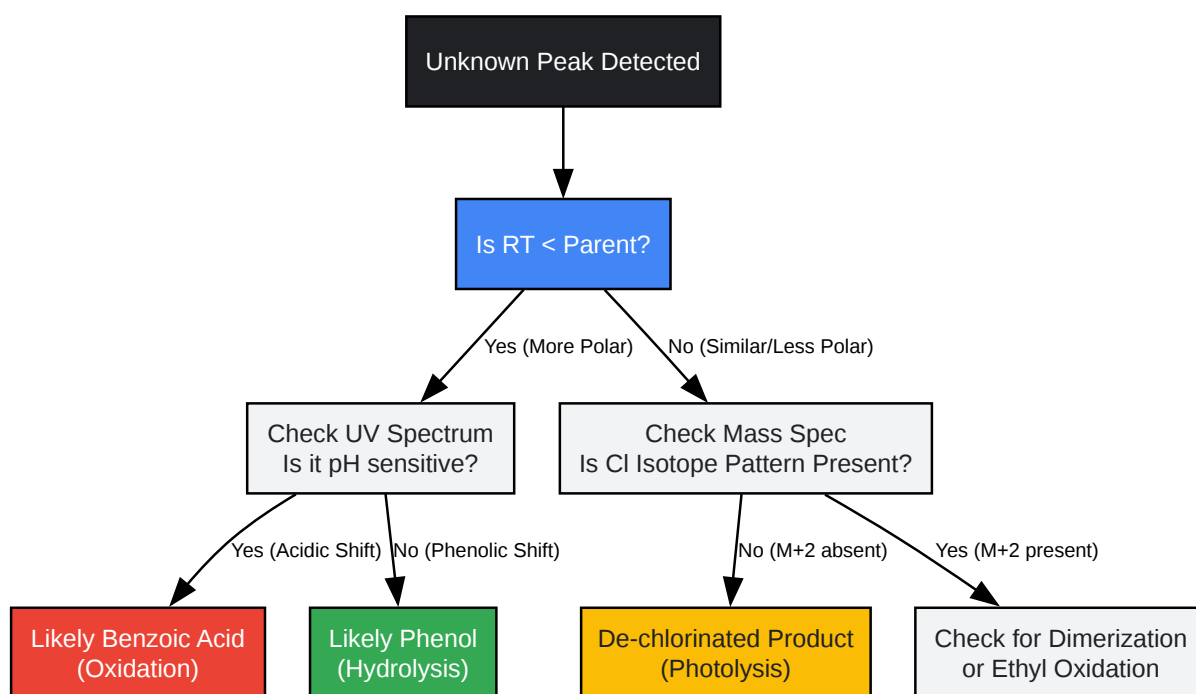 Unknown Peak Detected
Is RT < Parent?
Yes (More Polar)
No (Similar/Less Polar)
Check UV Spectrum
Is it pH sensitive?
Check Mass Spec
Is Cl Isotope Pattern Present?
Yes (Acidic Shift)
No (Phenolic Shift)
No (M+2 absent)
Yes (M+2 present)
Likely Benzoic Acid
(Oxidation)
Likely Phenol
(Hydrolysis)
De-chlorinated Product
(Photolysis)
Check for Dimerization
or Ethyl Oxidation